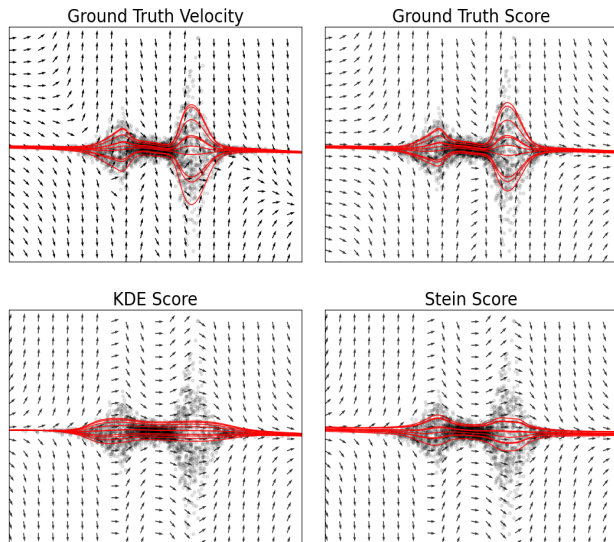 Ground Truth Velocity
Ground Truth Score
KDE Score
Stein Score